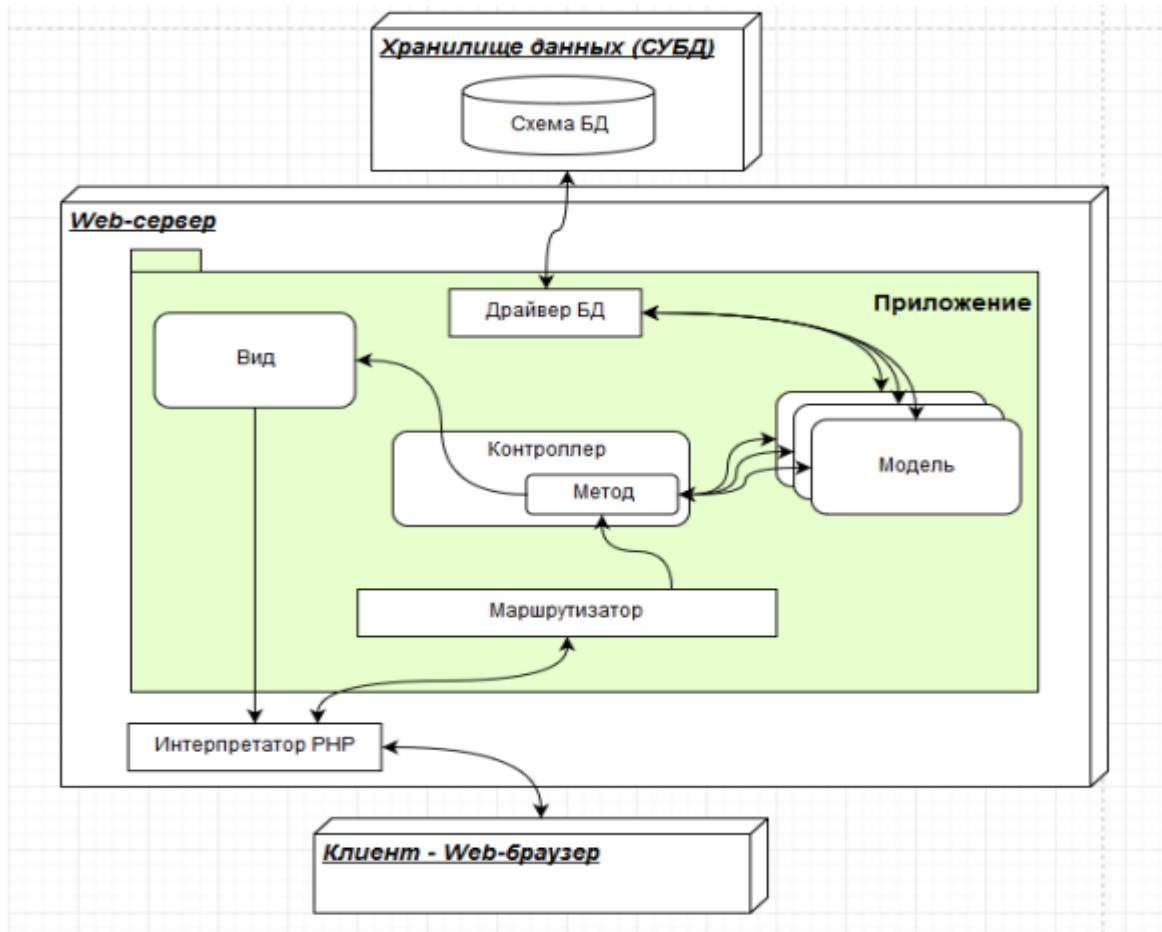 Хранилище данных (СУБД)
Схема БД
Web-сервер
Приложение
Драйвер БД
Вид
Контроллер
Метод
Модель
Маршрутизатор
Интерпретатор PHP
Клиент - Web-браузер